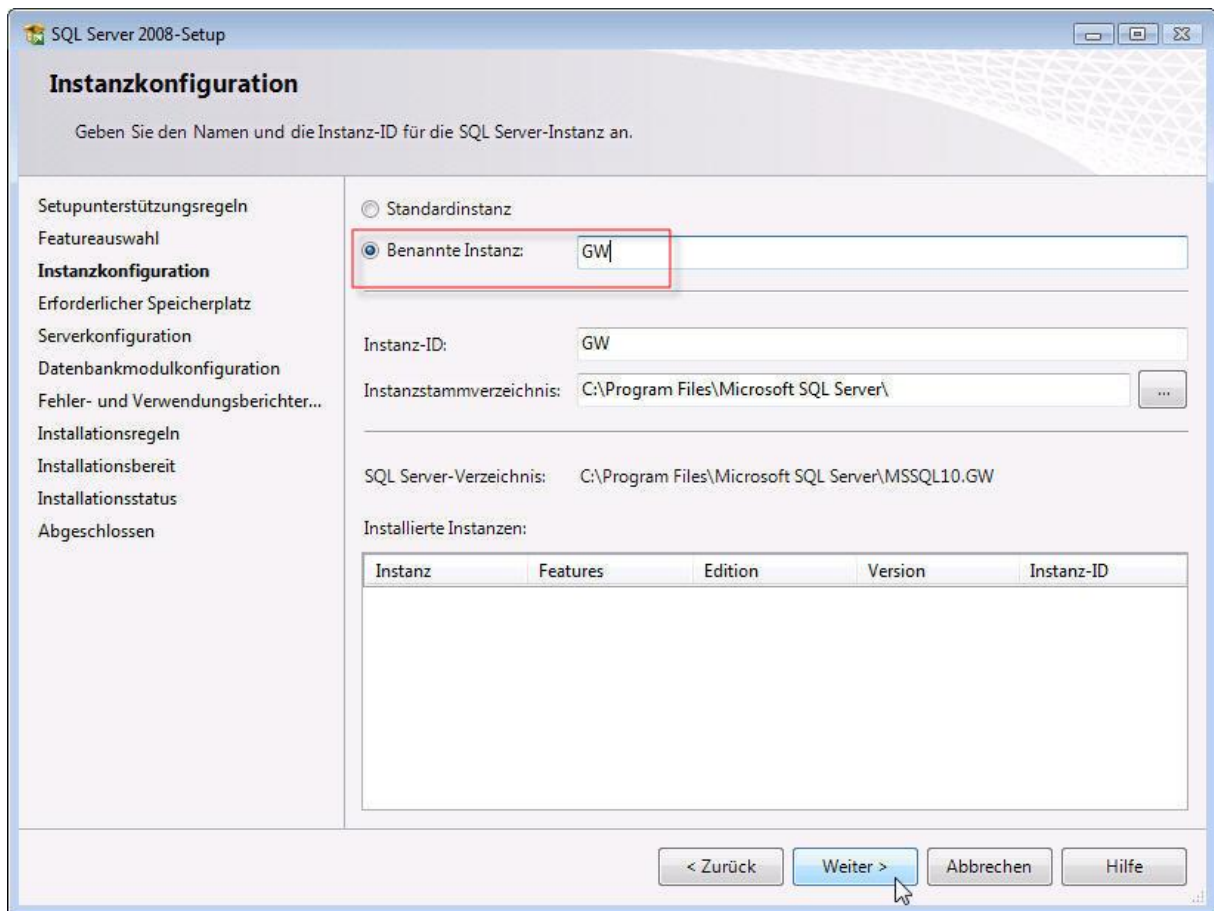 SQL Server 2008-Setup
Instanzkonfiguration
Geben Sie den Namen und die Instanz-ID für die SQL Server-Instanz an.
Setupunterstützungsregeln
Featureauswahl
Instanzkonfiguration
Erforderlicher Speicherplatz
Serverkonfiguration
Datenbankmodulkonfiguration
Fehler- und Verwendungsberichter...
Installationsregeln
Installationsbereit
Installationsstatus
Abgeschlossen
Standardinstanz
Benannte Instanz: GW
Instanz-ID: GW
Instanzstammverzeichnis: C:\Program Files\Microsoft SQL Server\ ...
SQL Server-Verzeichnis: C:\Program Files\Microsoft SQL Server\MSSQL10.GW
Installierte Instanzen:
Instanz Features Edition Version Instanz-ID
< Zurück Weiter > Abbrechen Hilfe